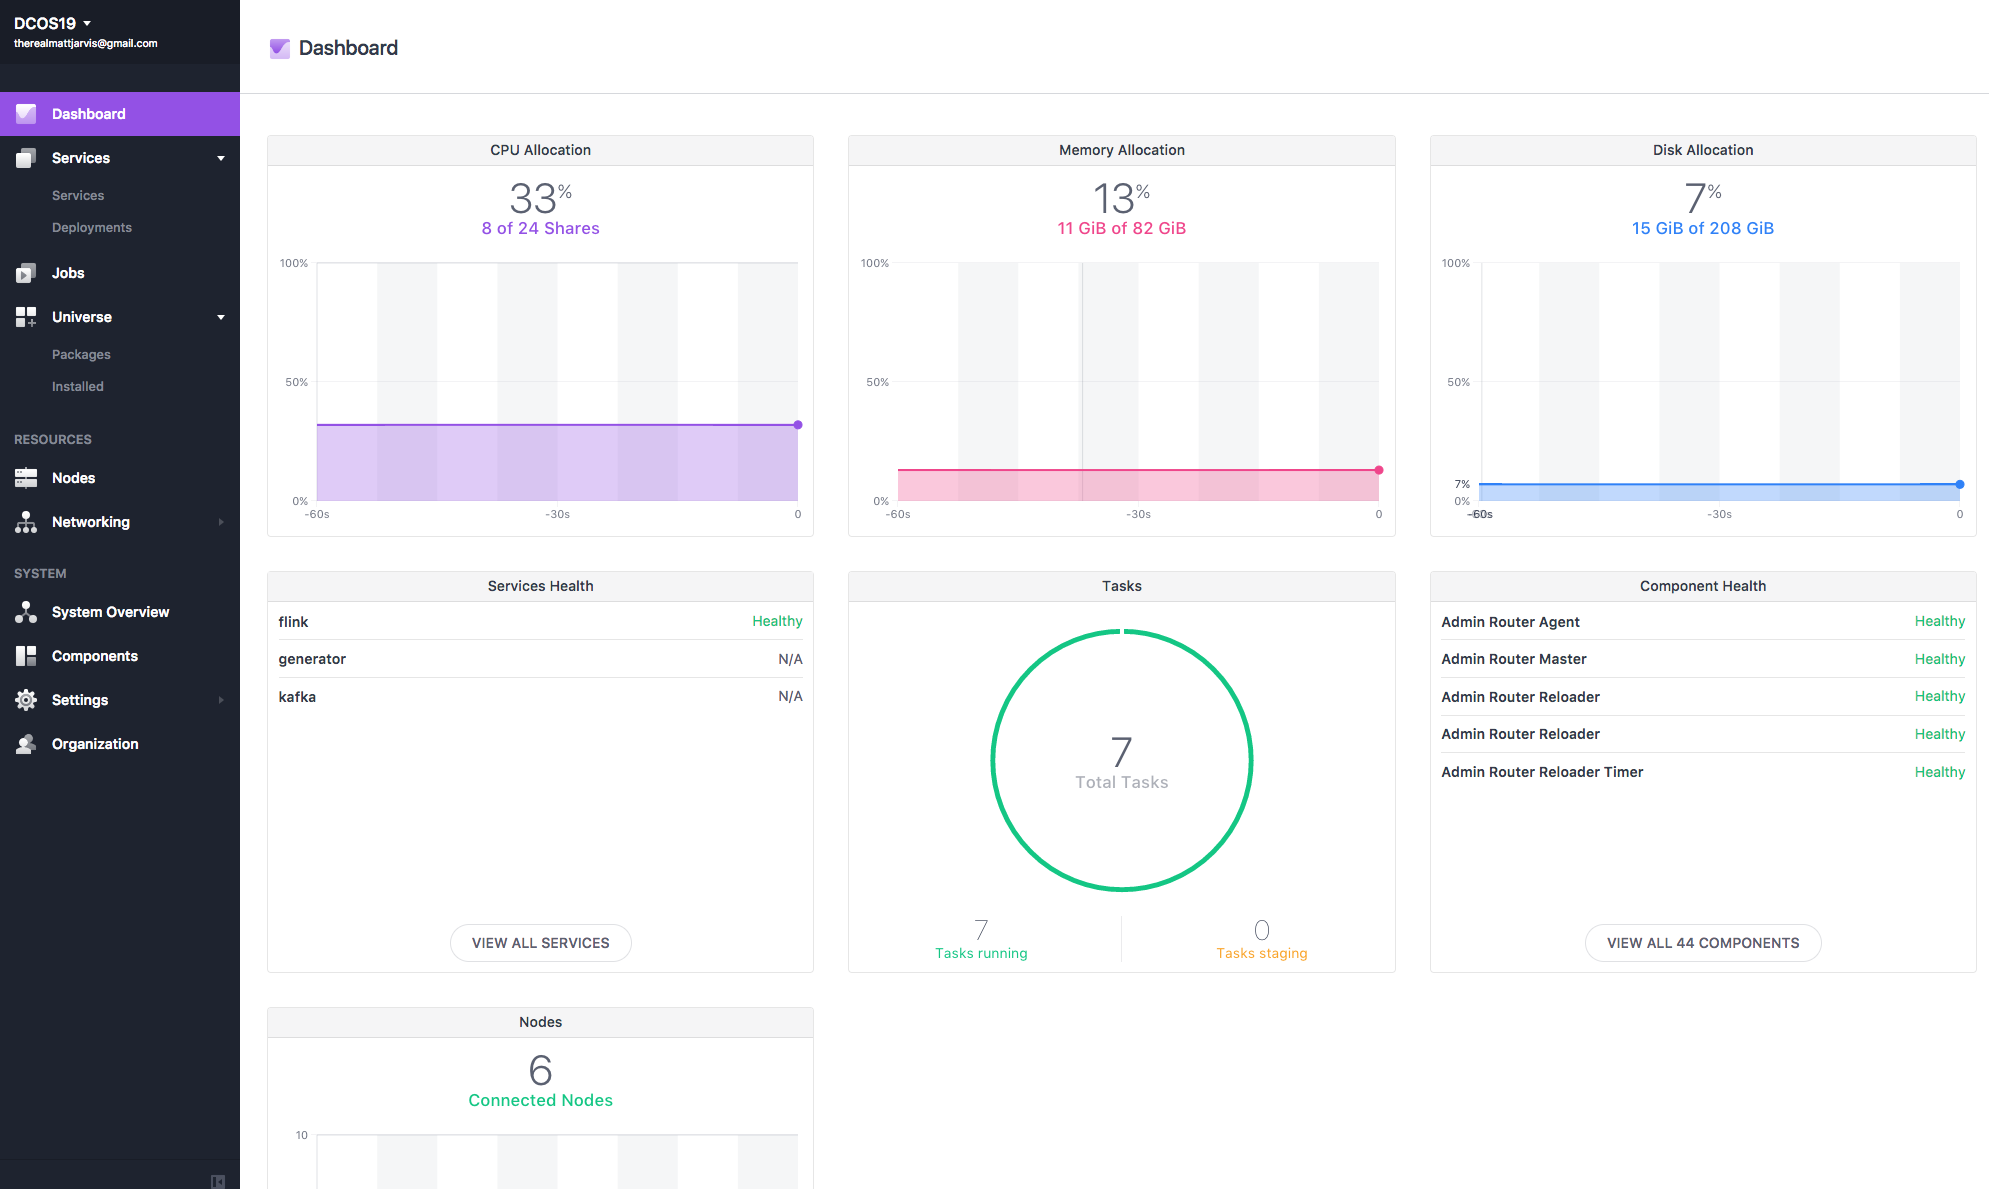 DCOS19
therealmattjarvis@gmail.com
Dashboard
Services
Services
Deployments
Jobs
Universe
Packages
Installed
RESOURCES
Nodes
Networking
SYSTEM
System Overview
Components
Settings
Organization
Dashboard
CPU Allocation
33%
8 of 24 Shares
100%
50%
0%
-60s -30s 0
Memory Allocation
13%
11 GiB of 82 GiB
100%
50%
0%
-60s -30s 0
Disk Allocation
7%
15 GiB of 208 GiB
100%
50%
7%
0%
-60s -30s 0
Services Health
flink Healthy
generator N/A
kafka N/A
VIEW ALL SERVICES
Tasks
7
Total Tasks
7 0
Tasks running Tasks staging
Component Health
Admin Router Agent Healthy
Admin Router Master Healthy
Admin Router Reloader Healthy
Admin Router Reloader Healthy
Admin Router Reloader Timer Healthy
VIEW ALL 44 COMPONENTS
Nodes
6
Connected Nodes
10